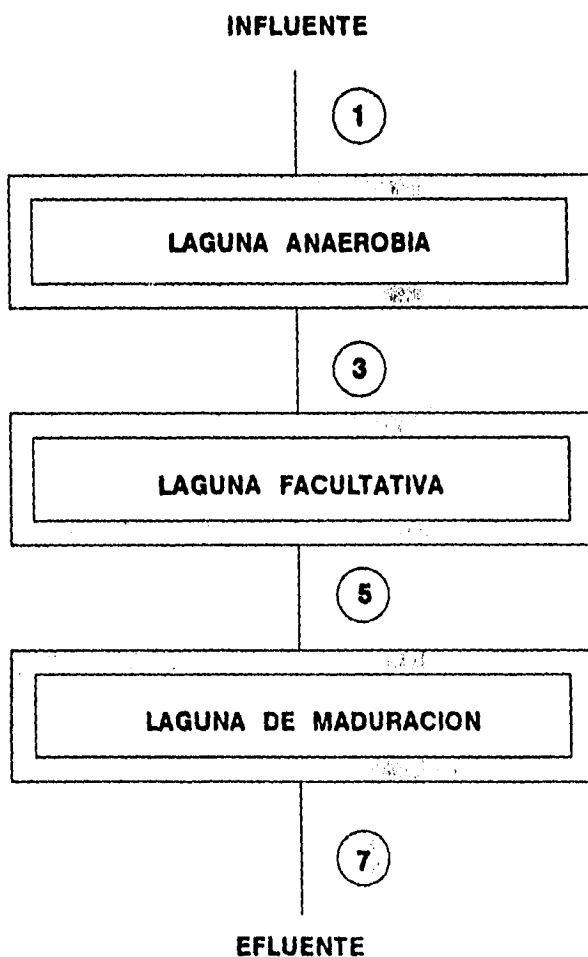 INFLUENTE
1
LAGUNA ANAEROBIA
3
LAGUNA FACULTATIVA
5
LAGUNA DE MADURACION
7
EFLUENTE